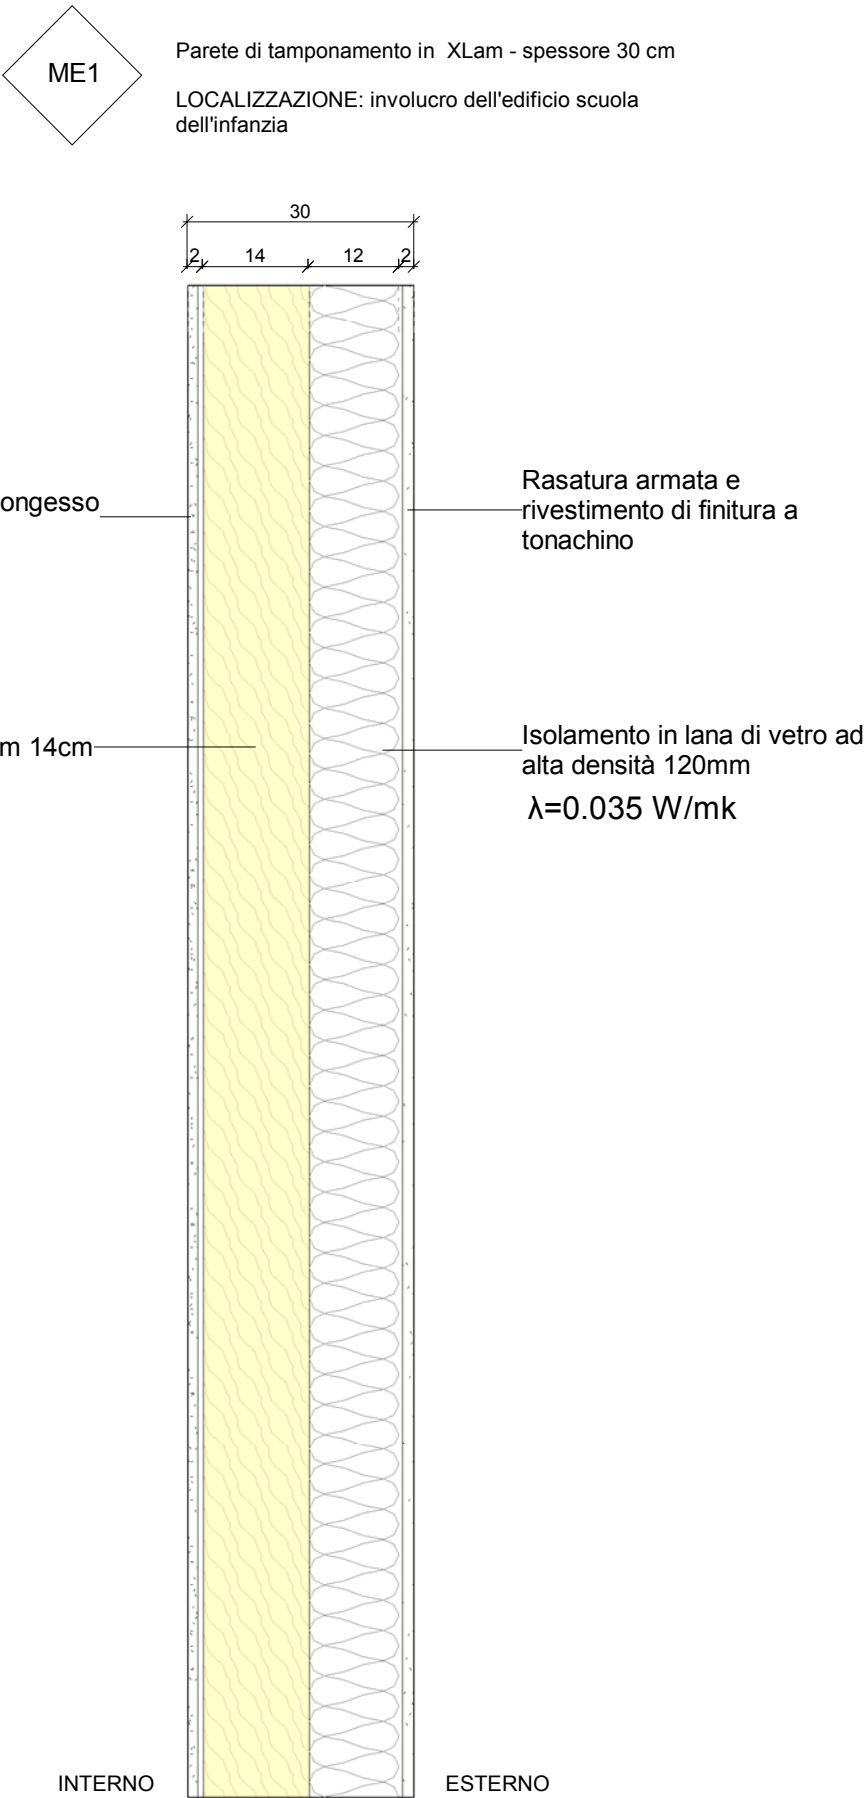 ME1
Parete di tamponamento in XLam - spessore 30 cm
LOCALIZZAZIONE: involucro dell'edificio scuola
dell'infanzia
30
2 14 12 2
ongesso
Rasatura armata e
rivestimento di finitura a
tonachino
m 14cm
Isolamento in lana di vetro ad
alta densità 120mm
λ=0.035 W/mk
INTERNO
ESTERNO